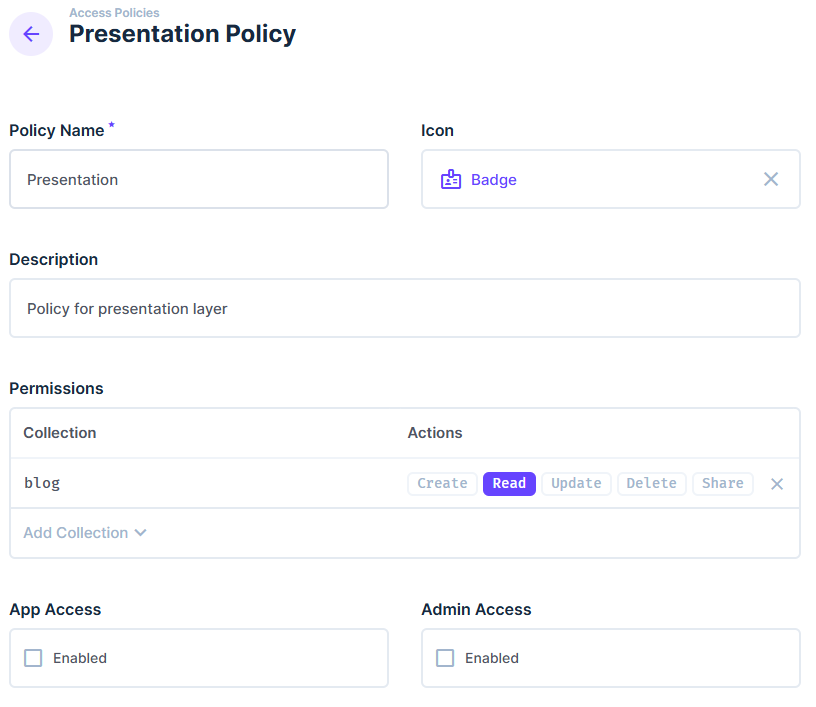 Access Policies
Presentation Policy
Policy Name *
Icon
Presentation
Badge
Description
Policy for presentation layer
Permissions
Collection Actions
blog Create Read Update Delete Share
Add Collection
App Access
Admin Access
Enabled
Enabled